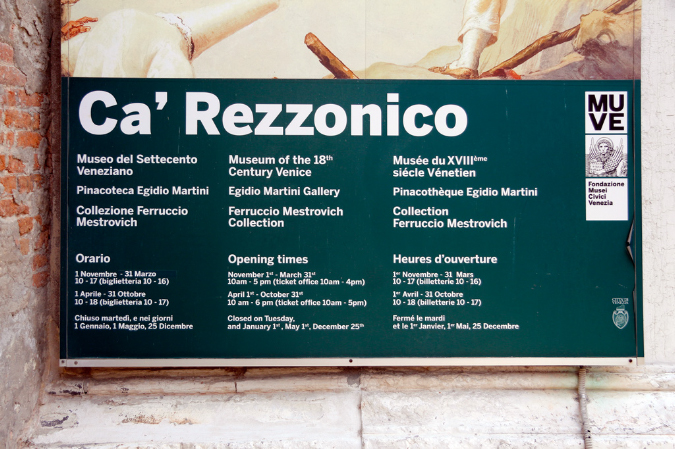 Ca' Rezzonico
MU
VE
Fondazione
Musei
Civici
Venezia
Museo del Settecento
Veneziano
Pinacoteca Egidio Martini
Collezione Ferruccio
Mestrovich
Orario
1 Novembre - 31 Marzo
10 - 17 (biglietteria 10 - 16)
1 Aprile - 31 Ottobre
10 - 18 (biglietteria 10 - 17)
Chiuso martedì, e nei giorni
1 Gennaio, 1 Maggio, 25 Dicembre
Museum of the 18th
Century Venice
Egidio Martini Gallery
Ferruccio Mestrovich
Collection
Opening times
November 1st - March 31st
10am - 5 pm (ticket office 10am - 4pm)
April 1st - October 31st
10 am - 6 pm (ticket office 10am - 5pm)
Closed on Tuesday,
and January 1st, May 1st, December 25th
Musée du XVIIIème
siécle Vénetien
Pinacothèque Egidio Martini
Collection
Ferruccio Mestrovich
Heures d'ouverture
1er Novembre - 31 Mars
10 - 17 (billetterie 10 - 16)
1er Avril - 31 Octobre
10 - 18 (billetterie 10 - 17)
Fermé le mardi
et le 1er Janvier, 1er Mai, 25 Decembre